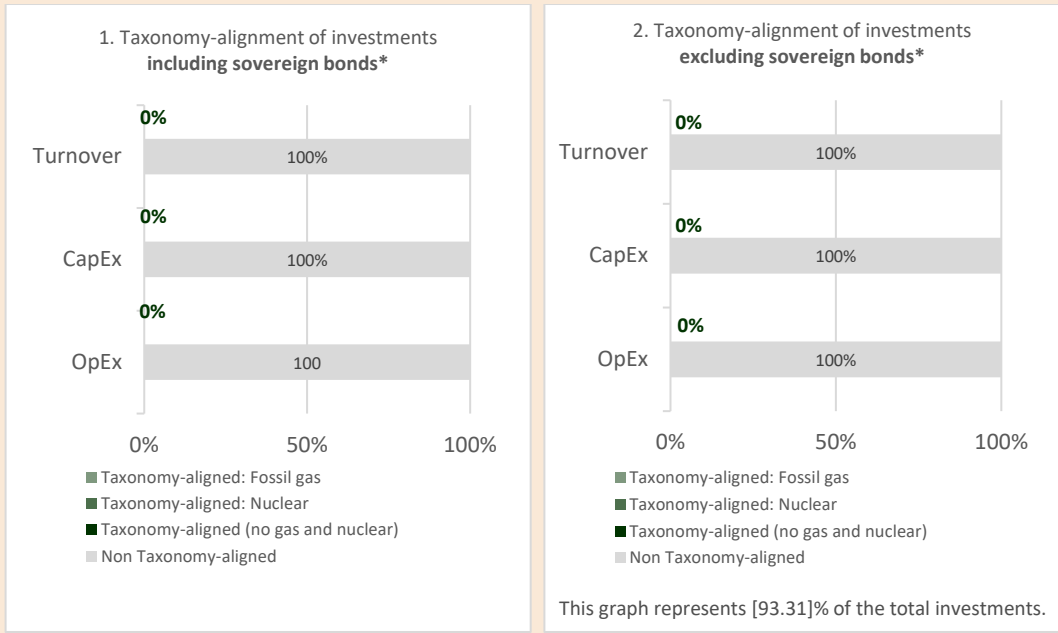 1. Taxonomy-alignment of investments
including sovereign bonds*
0%
Turnover
100%
0%
CapEx
100%
0%
OpEx
100
0%
50%
100%
Taxonomy-aligned: Fossil gas
Taxonomy-aligned: Nuclear
Taxonomy-aligned (no gas and nuclear)
Non Taxonomy-aligned
2. Taxonomy-alignment of investments
excluding sovereign bonds*
0%
Turnover
100%
0%
CapEx
100%
0%
OpEx
100%
0%
50%
100%
Taxonomy-aligned: Fossil gas
Taxonomy-aligned: Nuclear
Taxonomy-aligned (no gas and nuclear)
Non Taxonomy-aligned
This graph represents [93.31]% of the total investments.